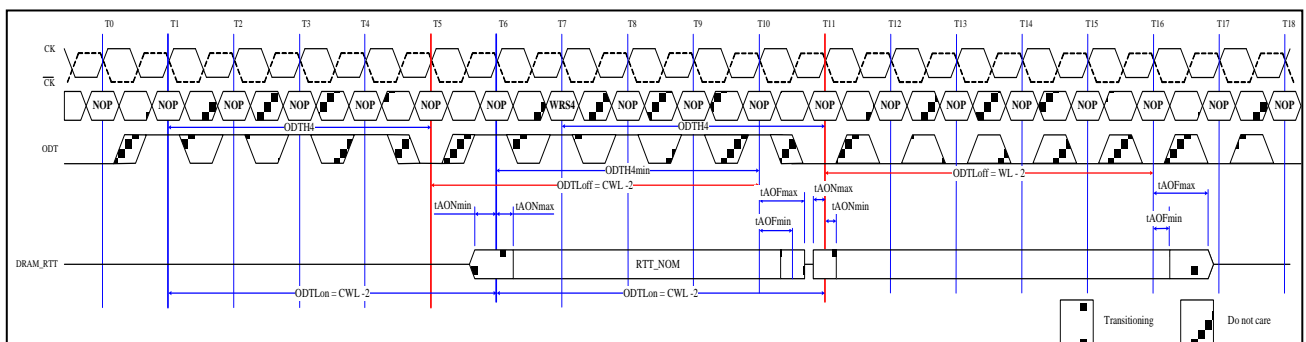 T0 T1 T2 T3 T4 T5 T6 T7 T8 T9 T10 T11 T12 T13 T14 T15 T16 T17 T18
CK
CK
NOP NOP NOP NOP NOP NOP NOP WRS4 NOP NOP NOP NOP NOP NOP NOP NOP NOP NOP NOP
ODTH4 ODTH4
ODT
ODTH4min
ODTLoff = CWL -2 ODTLoff = WL - 2
tAONmin tAONmax tAOFmax tAONmax tAOFmax
tAOFmin tAONmin tAOFmin
DRAM_RTT RTT_NOM
ODTLon = CWL -2 ODTLon = CWL -2
Transitioning Do not care